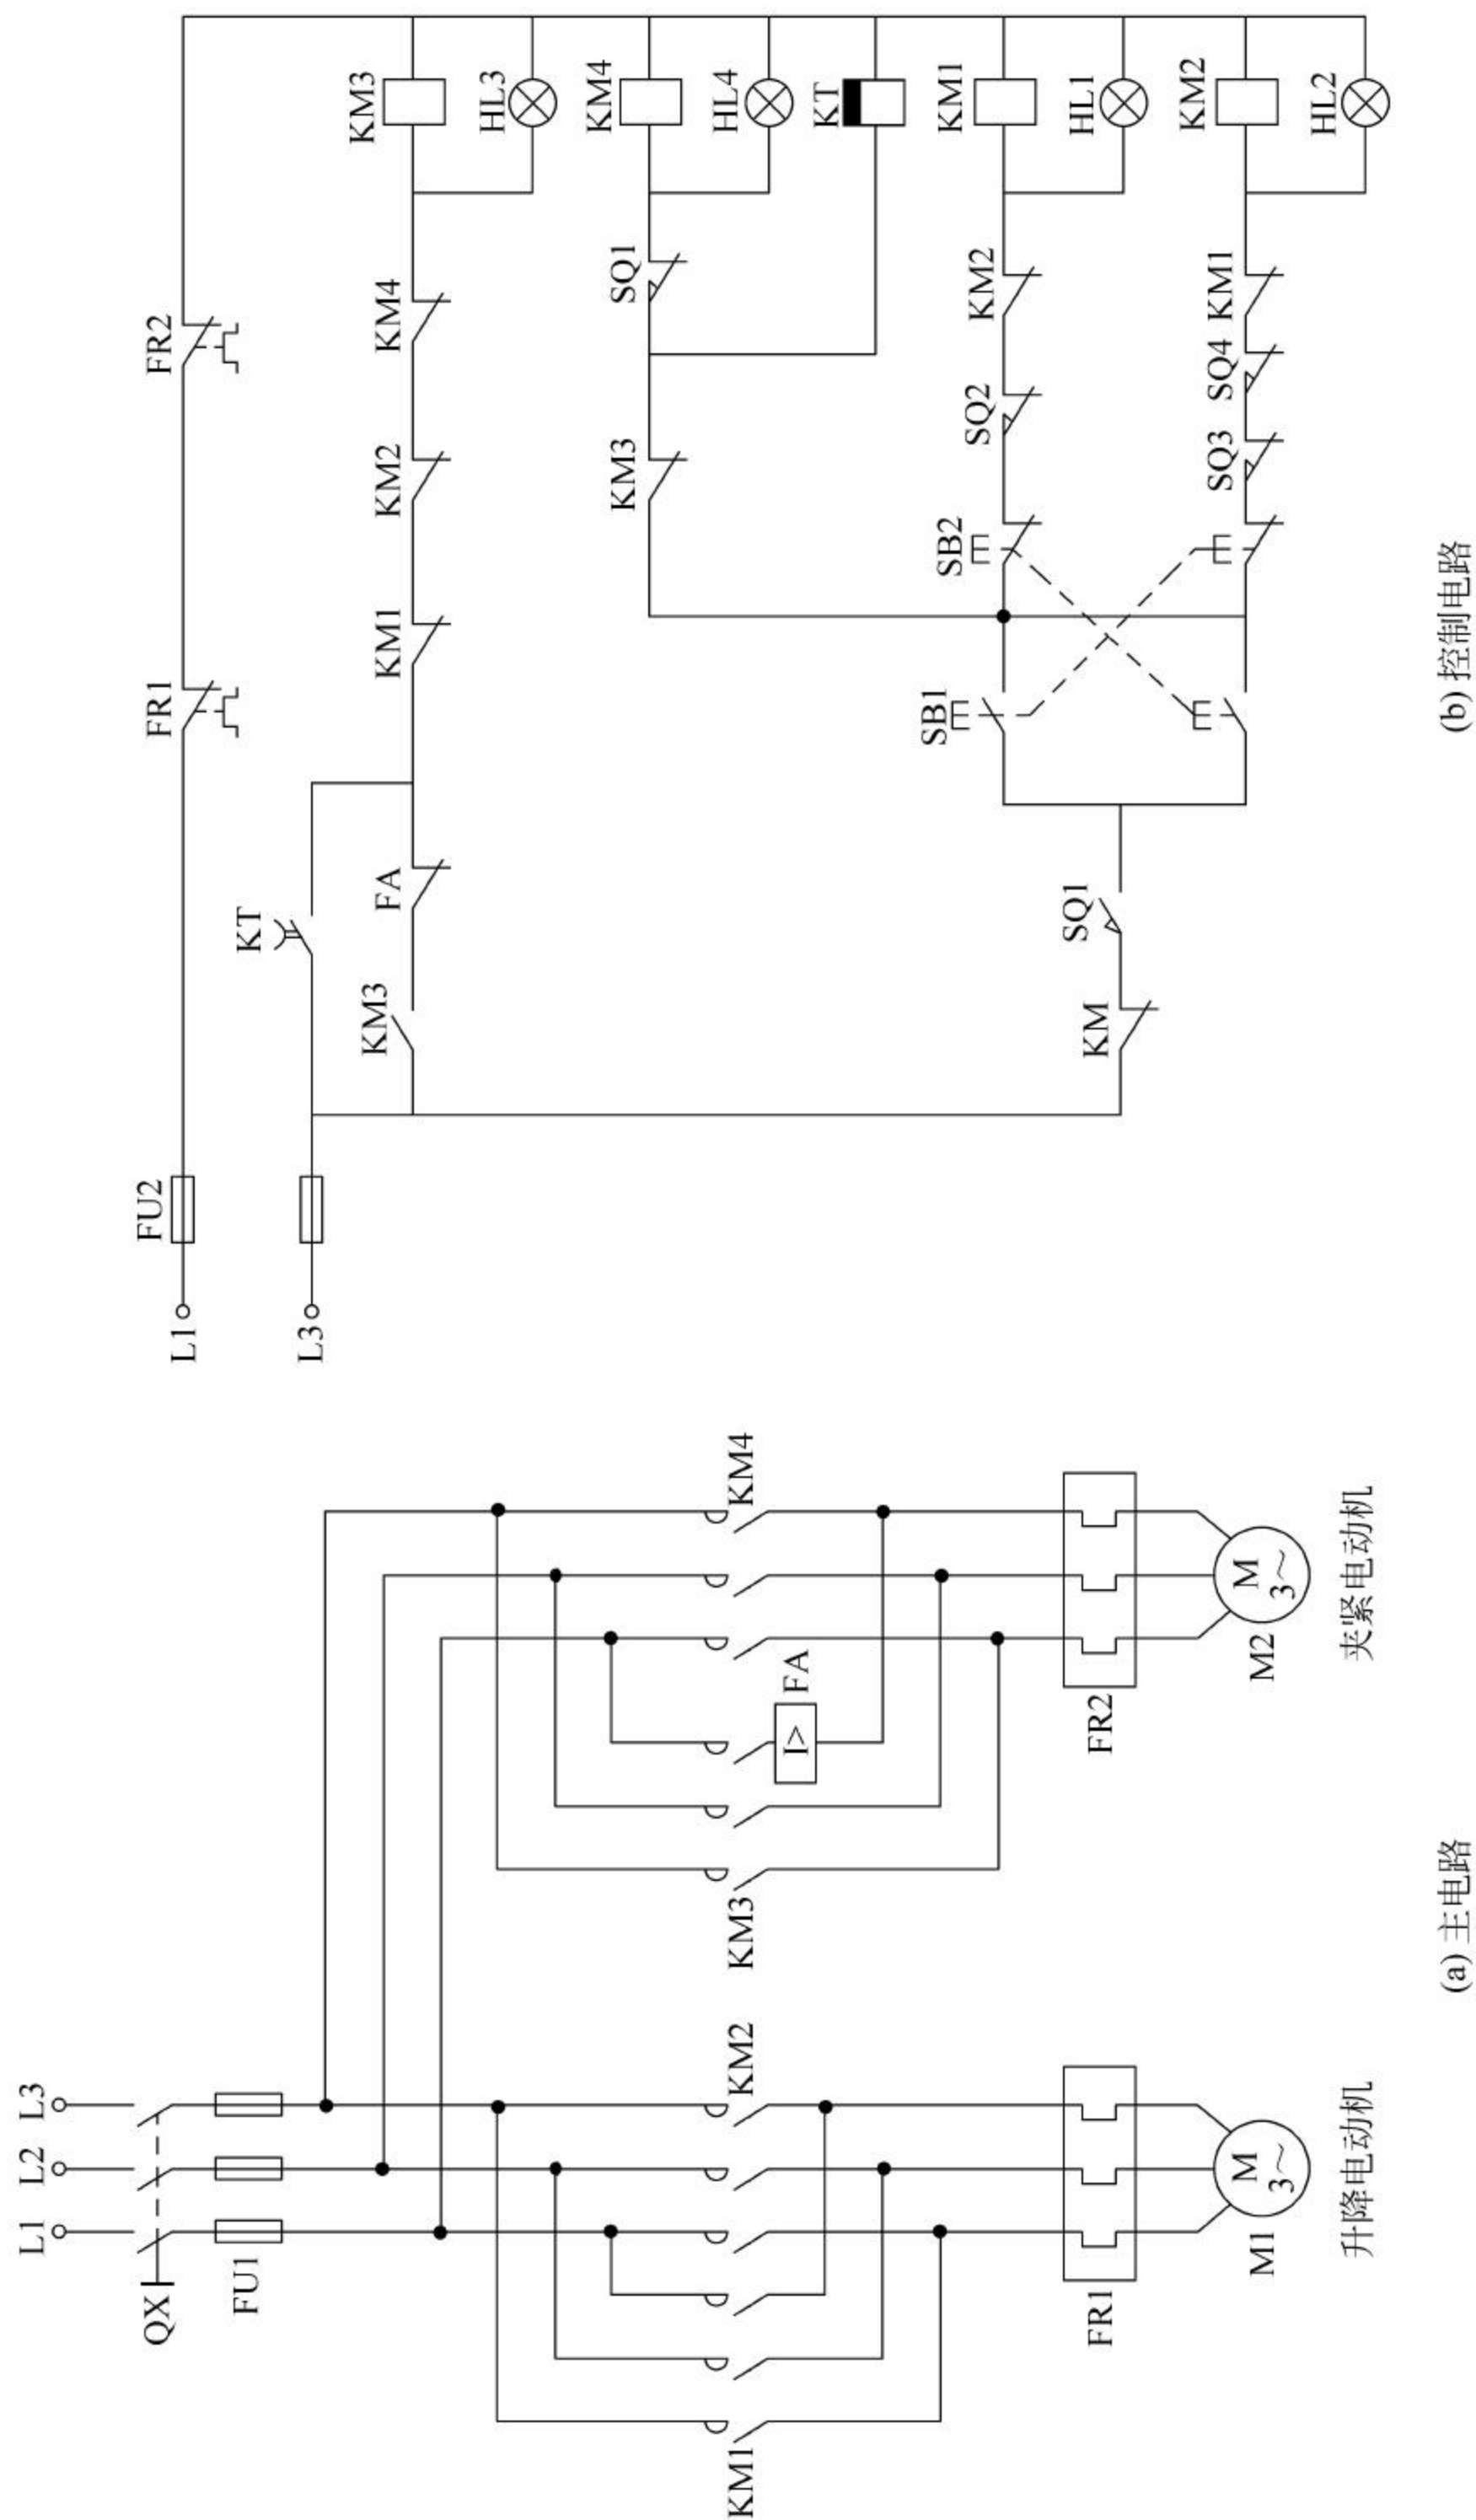 L1
L2
L3
QX
FU1
KM1
KM2
KM3
KM4
FA
I>
FR1
FR2
M
3～
M1
升降电动机
M
3～
M2
夹紧电动机
(a) 主电路
L1
FU2
FR1
FR2
L3
KT
KM3
FA
KM1
KM2
KM4
KM3
HL3
KM3
SQ1
KM4
HL4
KT
KM
SQ1
SB1
SB2
SQ2
KM2
KM1
HL1
SQ3
SQ4
KM1
KM2
HL2
(b) 控制电路